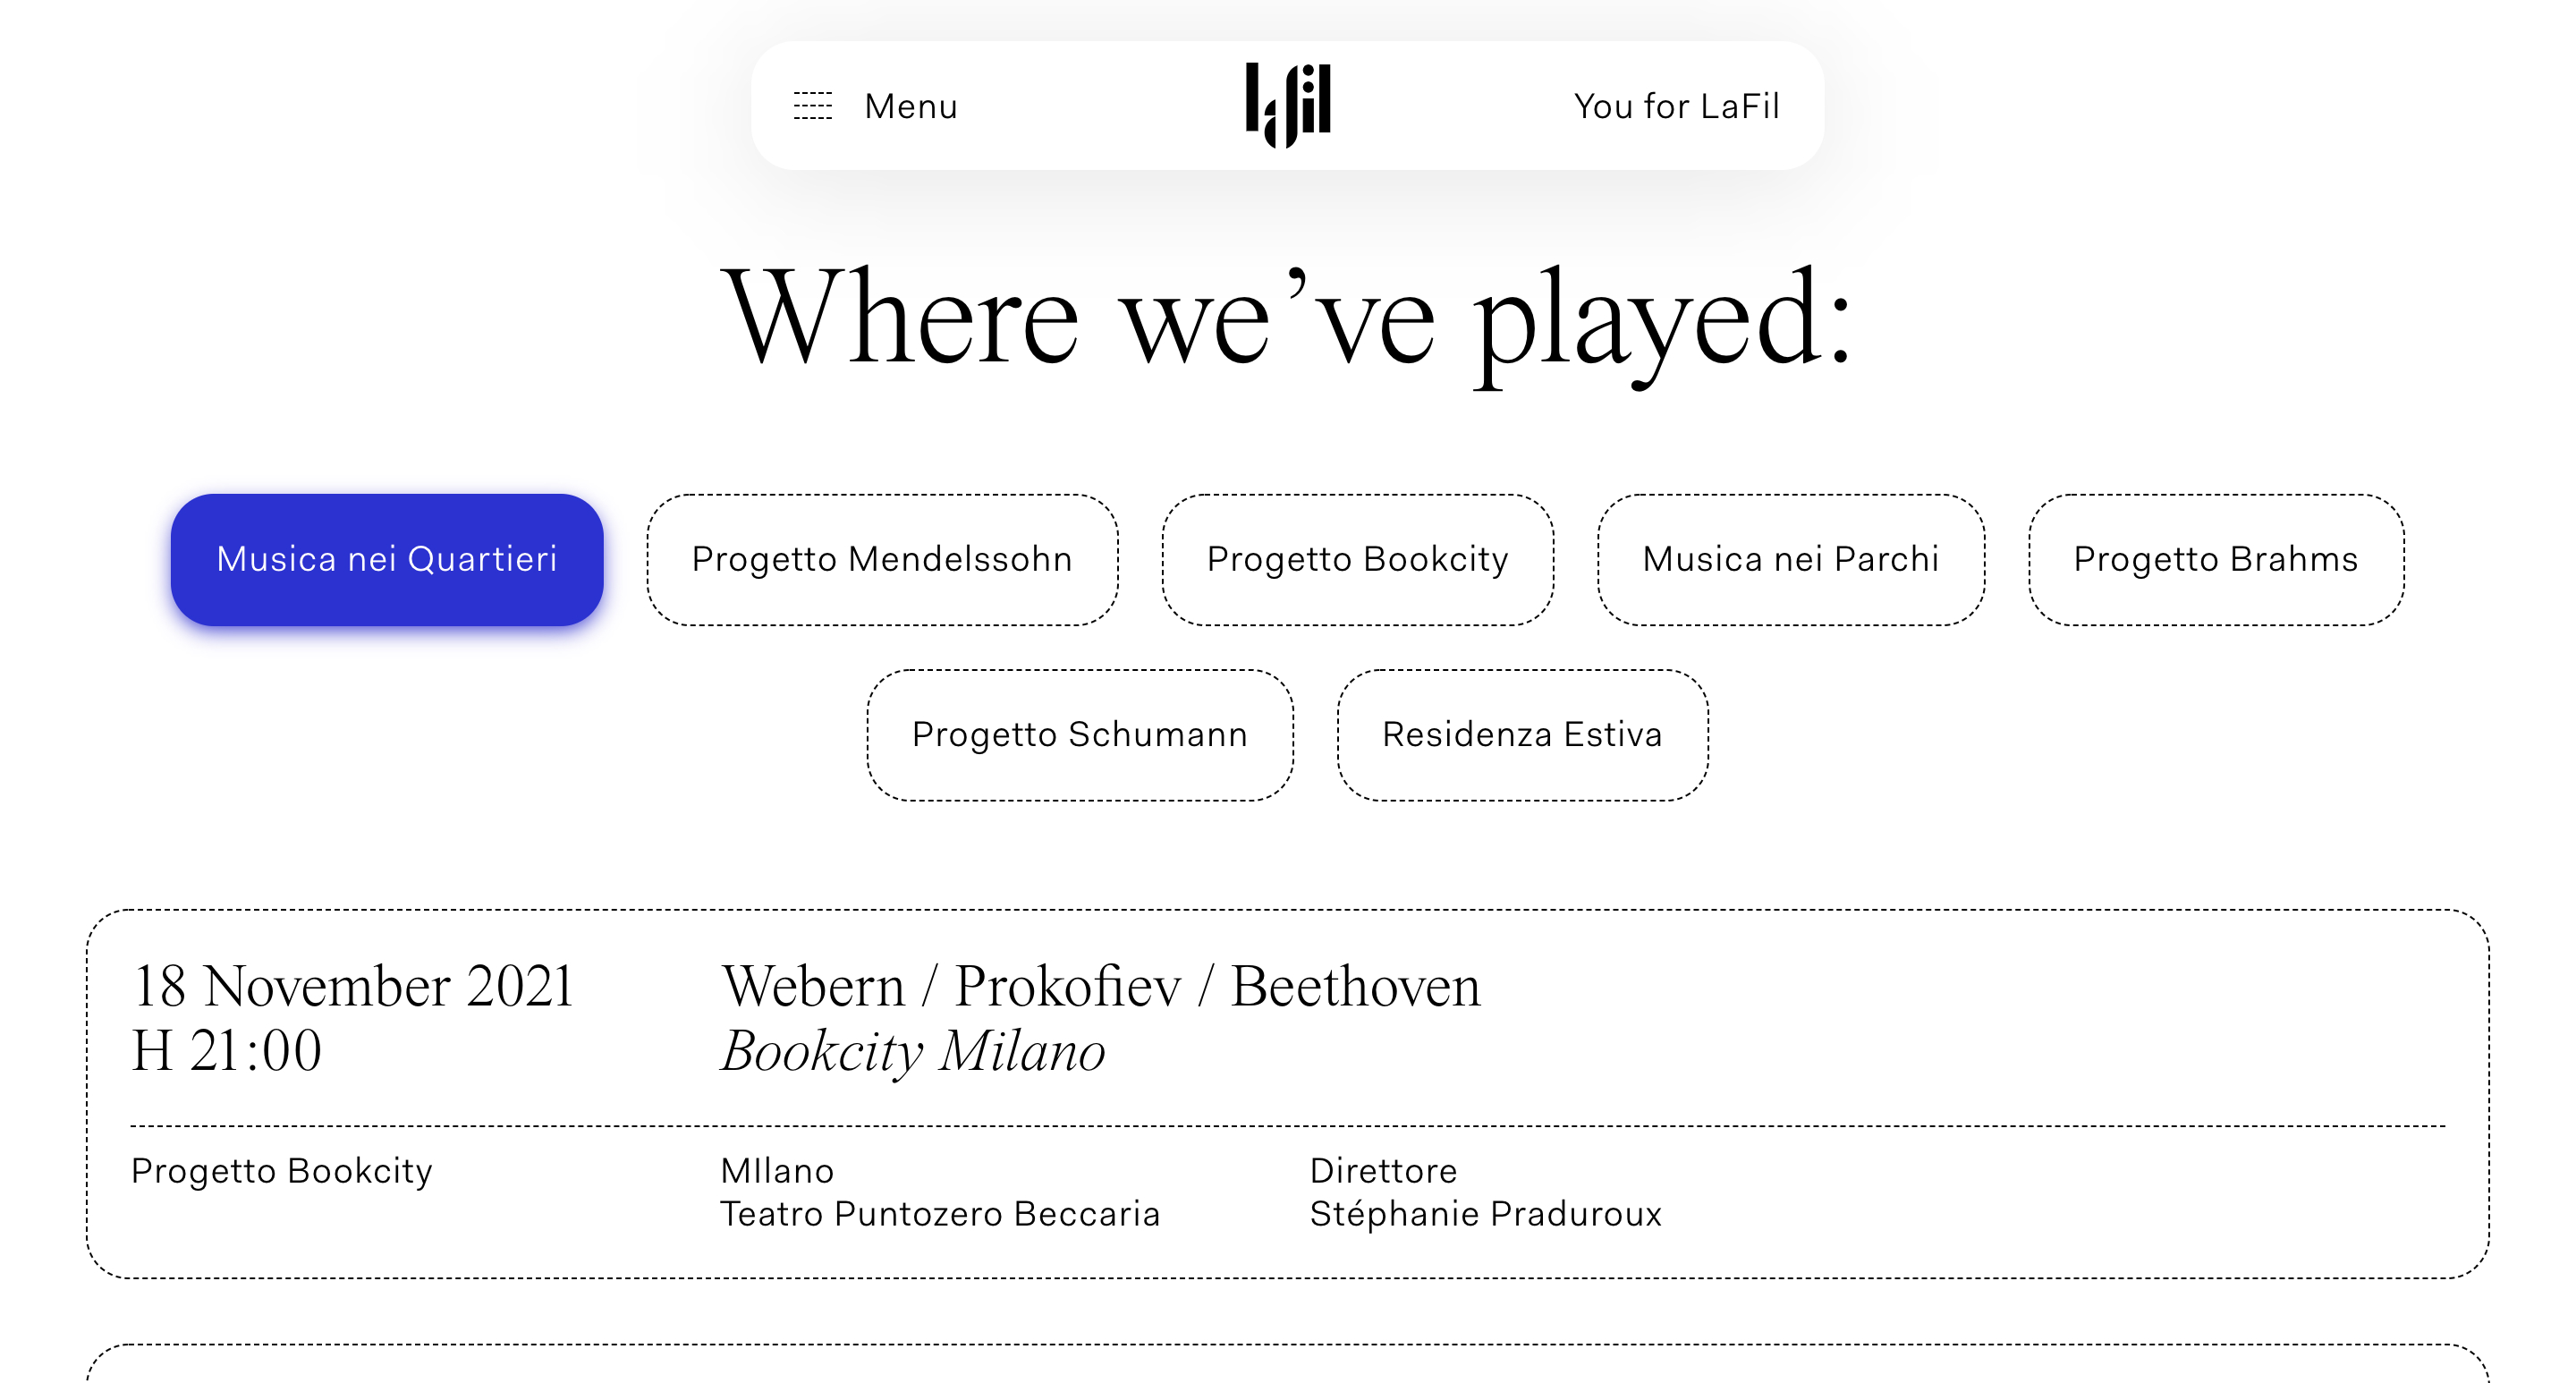 Menu
lafil
You for LaFil
Where we’ve played:
Musica nei Quartieri
Progetto Mendelssohn
Progetto Bookcity
Musica nei Parchi
Progetto Brahms
Progetto Schumann
Residenza Estiva
18 November 2021
H 21:00
Webern / Prokofiev / Beethoven
Bookcity Milano
Progetto Bookcity
MIlano
Teatro Puntozero Beccaria
Direttore
Stéphanie Praduroux